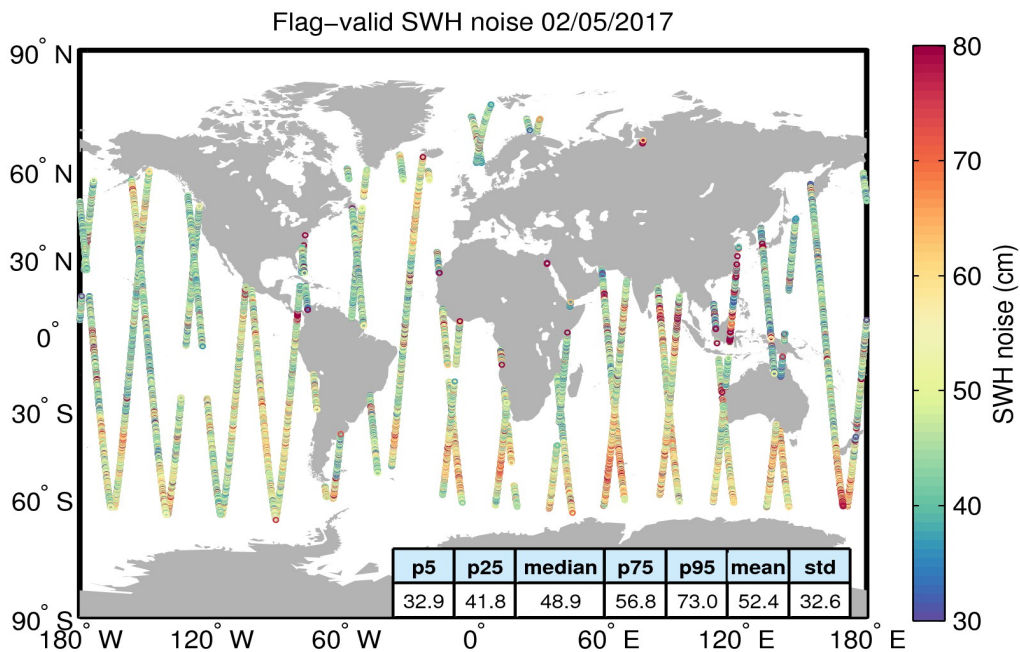 Flag−valid SWH noise 02/05/2017
90° N
60° N
30° N
0°
30° S
60° S
90° S
180° W
120° W
60° W
0°
60° E
120° E
180° E
80
70
60
50
40
30
SWH noise (cm)
p5 p25 median p75 p95 mean std
32.9 41.8 48.9 56.8 73.0 52.4 32.6